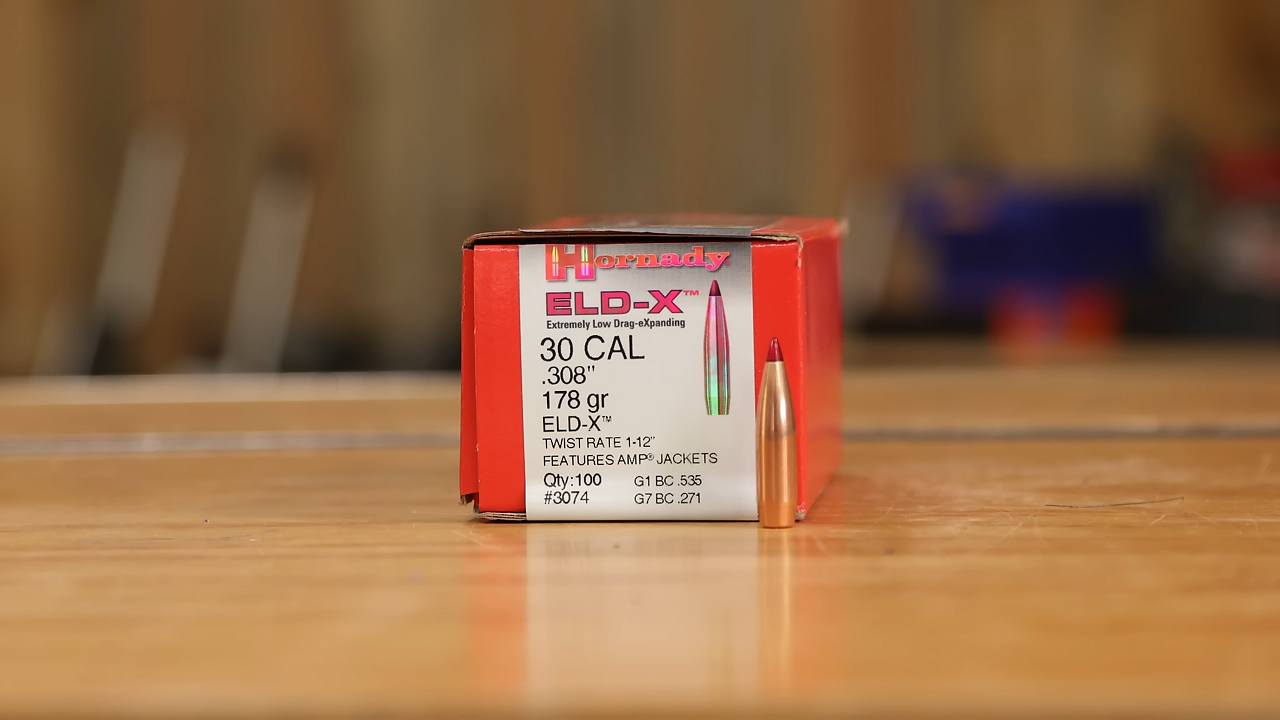 Hornady
ELD-X™
Extremely Low Drag-eXpanding
30 CAL
.308"
178 gr
ELD-X™
TWIST RATE 1-12"
FEATURES AMP® JACKETS
Qty:100 G1 BC .535
#3074 G7 BC .271